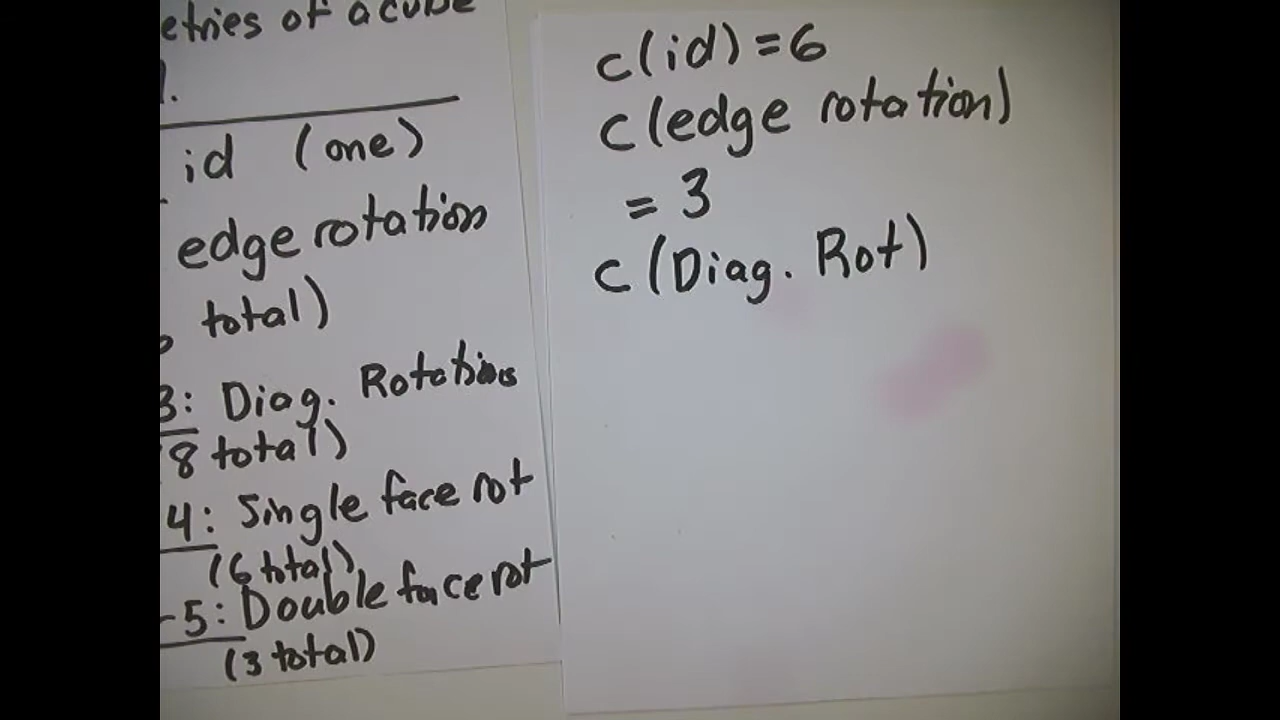 etries of a cube
1.
id (one)
edge rotation
total)
3: Diag. Rotations
(8 total)
4: Single face rot
(6 total)
-5: Double face rot
(3 total)
c(id) = 6
c(edge rotation)
= 3
c(Diag. Rot)